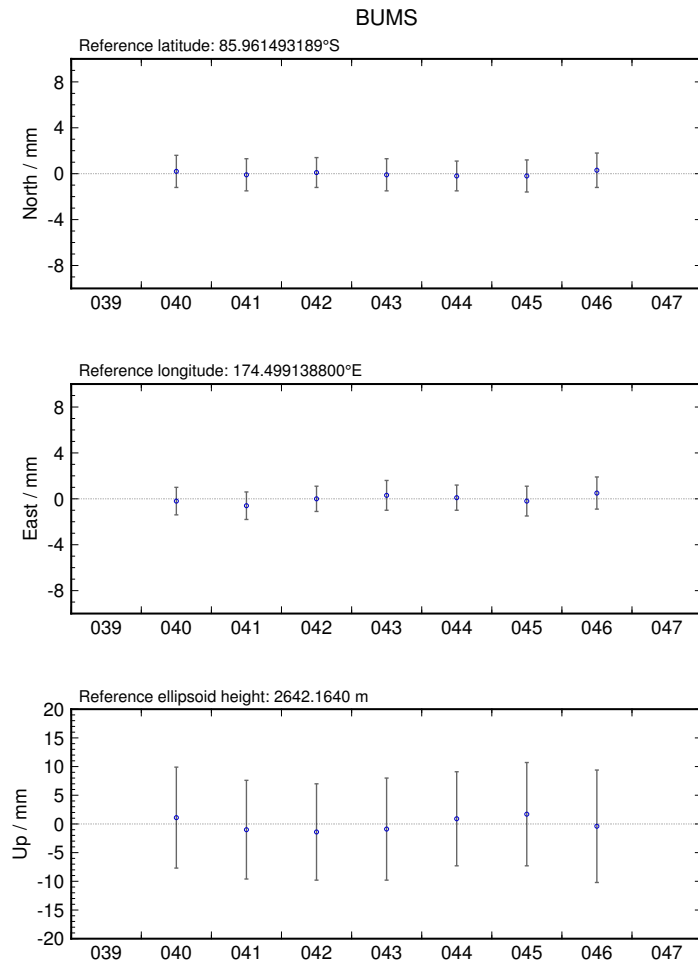 BUMS
Reference latitude: 85.961493189°S
North / mm
8
4
0
-4
-8
039 040 041 042 043 044 045 046 047
Reference longitude: 174.499138800°E
East / mm
8
4
0
-4
-8
039 040 041 042 043 044 045 046 047
Reference ellipsoid height: 2642.1640 m
Up / mm
20
15
10
5
0
-5
-10
-15
-20
039 040 041 042 043 044 045 046 047